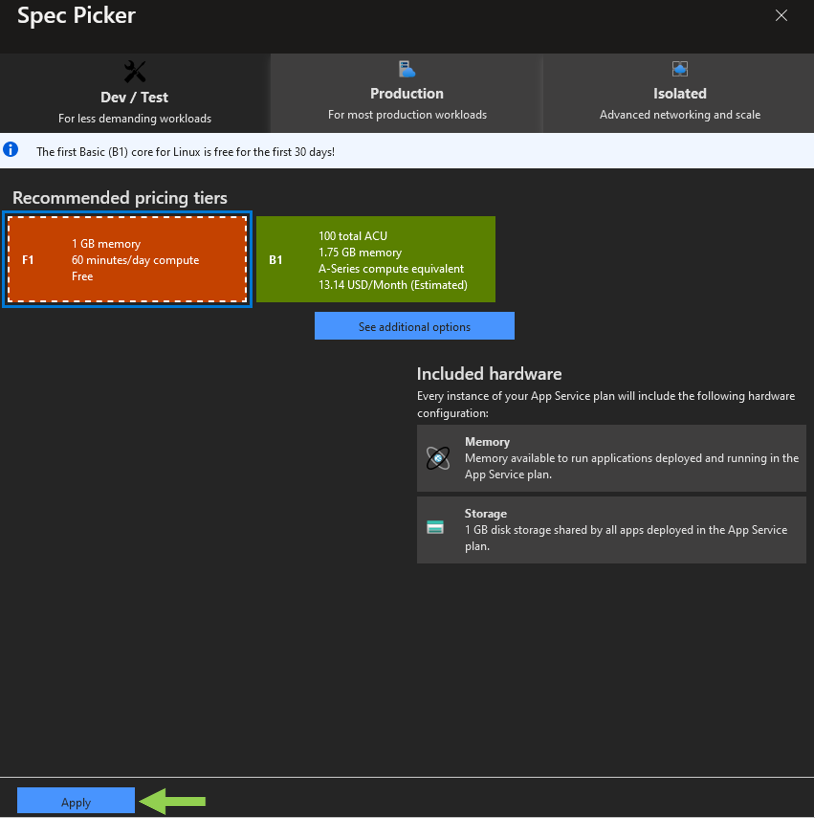 Spec Picker
Dev / Test
For less demanding workloads
Production
For most production workloads
Isolated
Advanced networking and scale
The first Basic (B1) core for Linux is free for the first 30 days!
Recommended pricing tiers
F1
1 GB memory
60 minutes/day compute
Free
B1
100 total ACU
1.75 GB memory
A-Series compute equivalent
13.14 USD/Month (Estimated)
See additional options
Included hardware
Every instance of your App Service plan will include the following hardware
configuration:
Memory
Memory available to run applications deployed and running in the
App Service plan.
Storage
1 GB disk storage shared by all apps deployed in the App Service
plan.
Apply